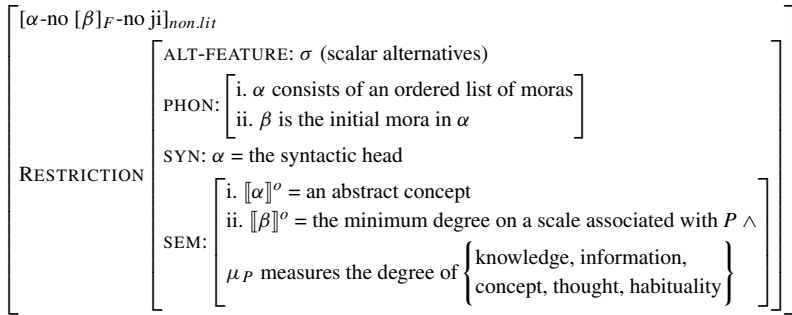 [α-no [β]F-no ji]non.lit
ALT-FEATURE: σ (scalar alternatives)
PHON: i. α consists of an ordered list of moras
ii. β is the initial mora in α
SYN: α = the syntactic head
RESTRICTION
SEM: i. ⟦α⟧o = an abstract concept
ii. ⟦β⟧o = the minimum degree on a scale associated with P ∧
μP measures the degree of {knowledge, information,
concept, thought, habituality}